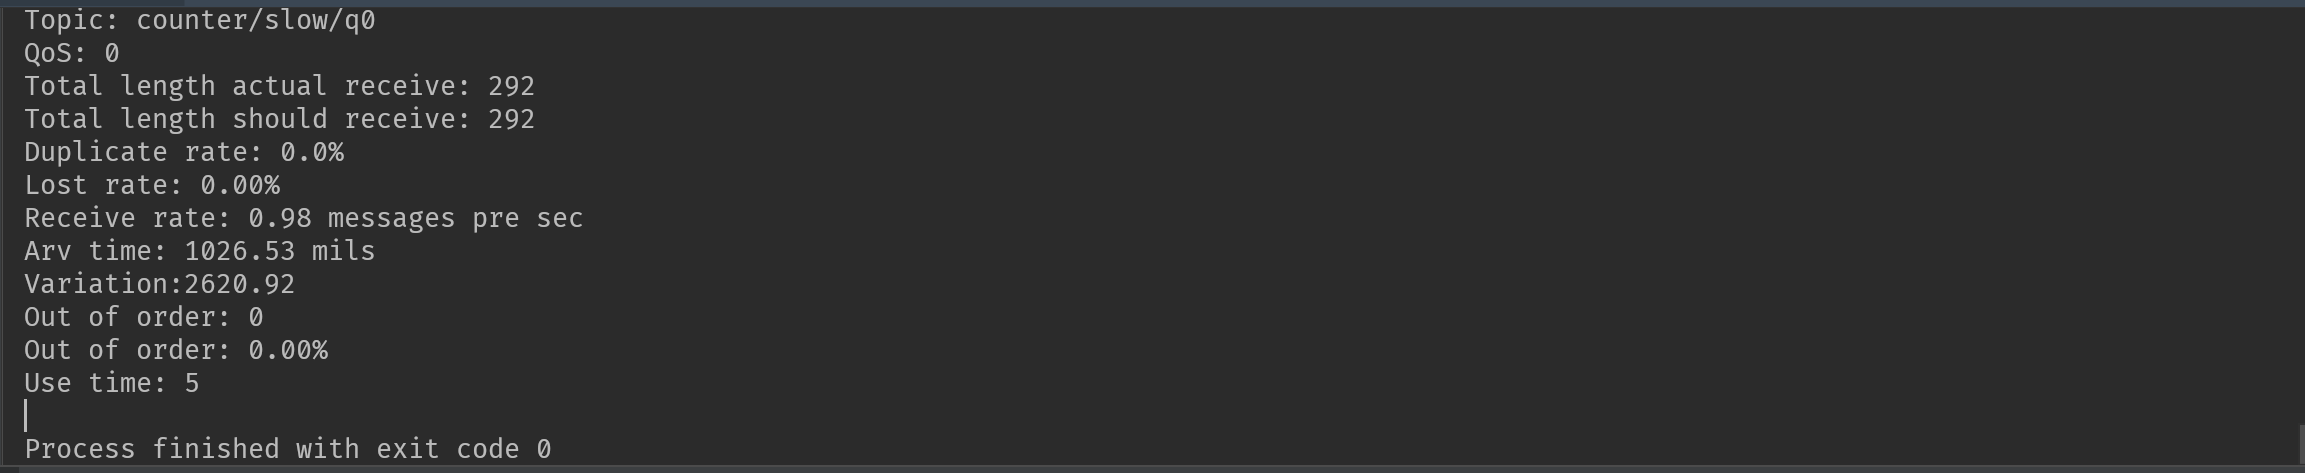 Topic: counter/slow/q0
QoS: 0
Total length actual receive: 292
Total length should receive: 292
Duplicate rate: 0.0%
Lost rate: 0.00%
Receive rate: 0.98 messages pre sec
Arv time: 1026.53 mils
Variation:2620.92
Out of order: 0
Out of order: 0.00%
Use time: 5
Process finished with exit code 0